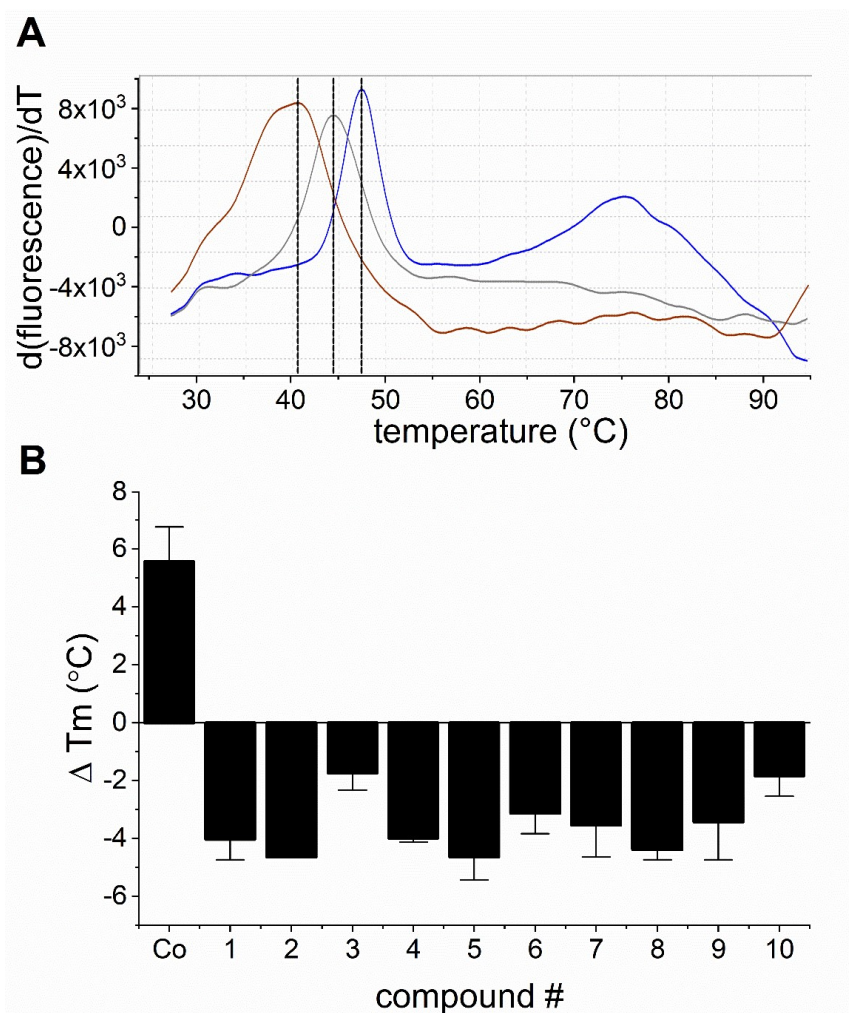 A
d(fluorescence)/dT
8x10³
4x10³
0
-4x10³
-8x10³
30 40 50 60 70 80 90
temperature (°C)
B
Δ Tm (°C)
8
6
4
2
0
-2
-4
-6
Co 1 2 3 4 5 6 7 8 9 10
compound #